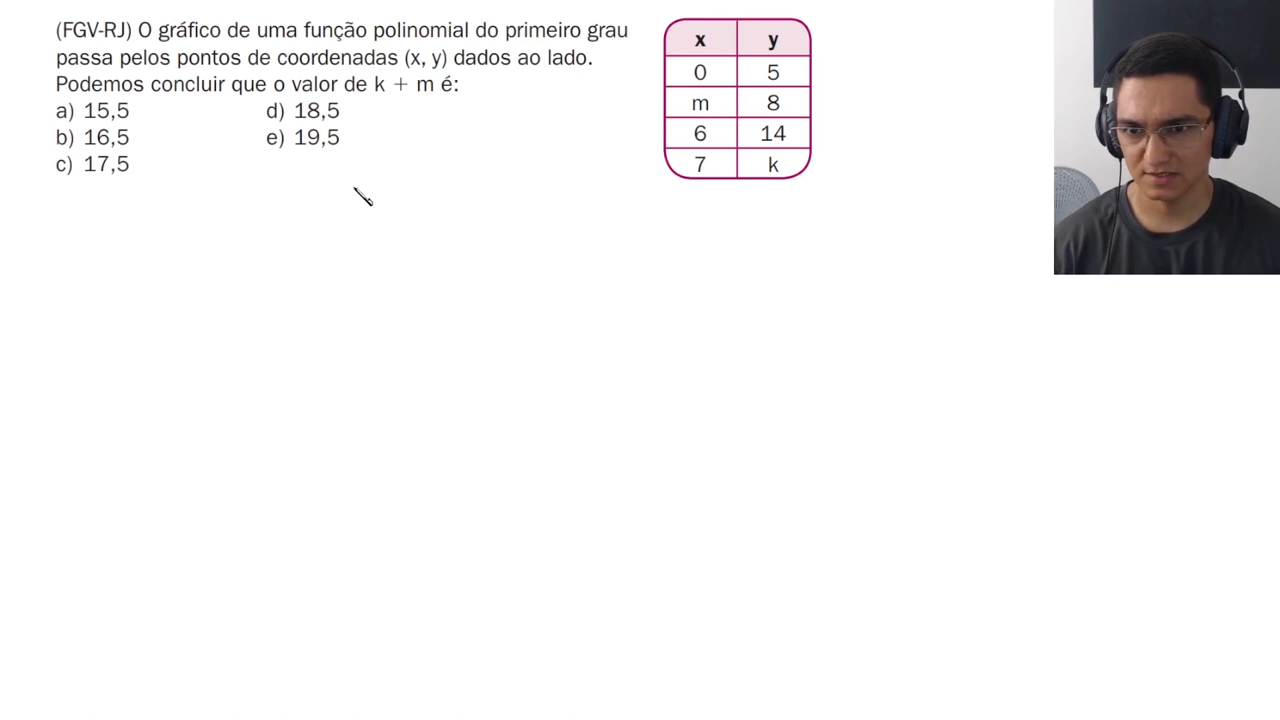 (FGV-RJ) O gráfico de uma função polinomial do primeiro grau
passa pelos pontos de coordenadas (x, y) dados ao lado.
Podemos concluir que o valor de k + m é:
a) 15,5 d) 18,5
b) 16,5 e) 19,5
c) 17,5
x y
0 5
m 8
6 14
7 k